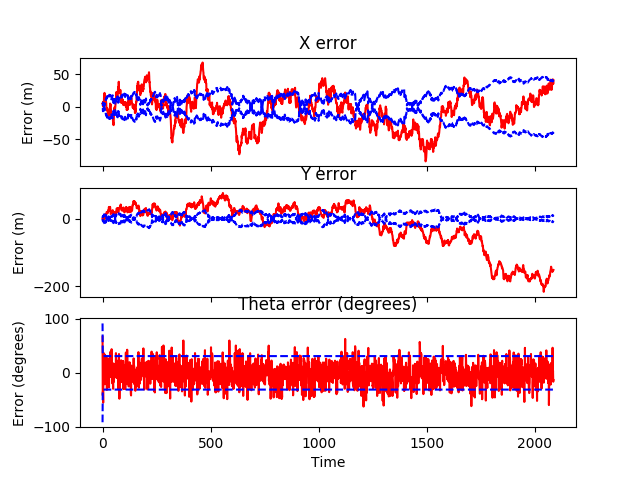 X error
Error (m)
50
0
−50
Y error
Error (m)
0
−200
Theta error (degrees)
Error (degrees)
100
0
−100
0
500
1000
1500
2000
Time